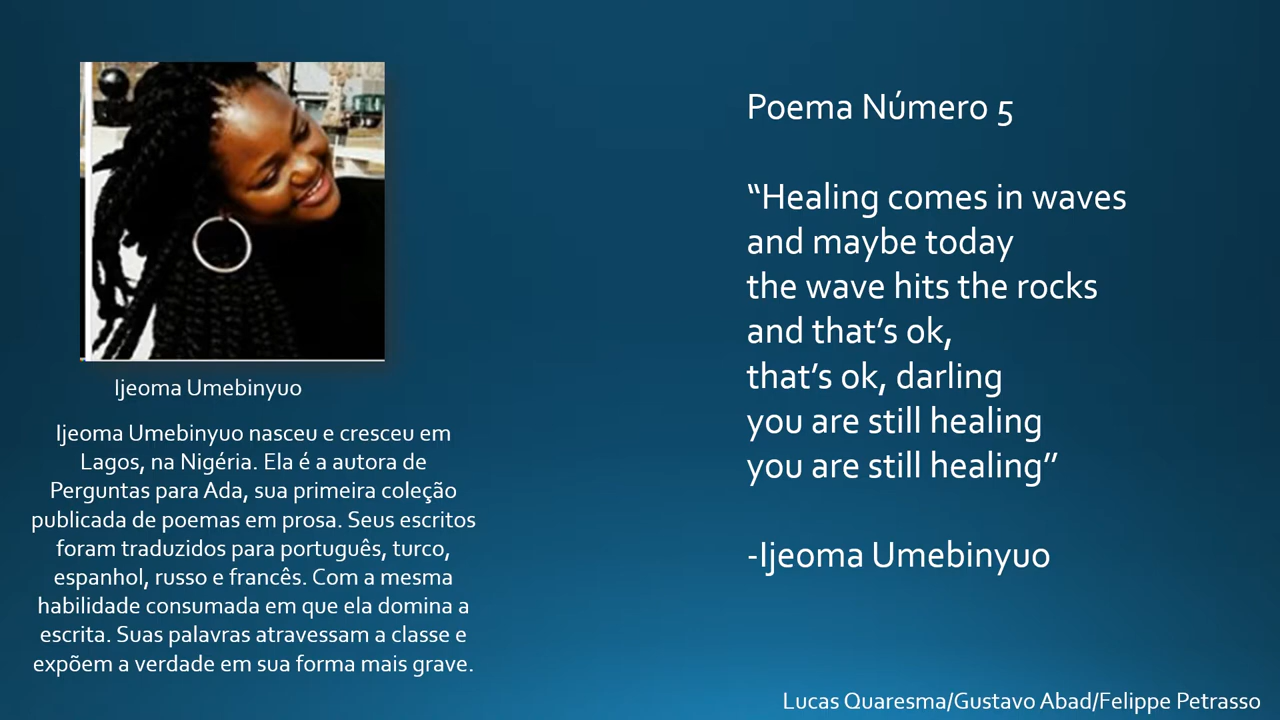 Ijeoma Umebinyuo
Ijeoma Umebinyuo nasceu e cresceu em
Lagos, na Nigéria. Ela é a autora de
Perguntas para Ada, sua primeira coleção
publicada de poemas em prosa. Seus escritos
foram traduzidos para português, turco,
espanhol, russo e francês. Com a mesma
habilidade consumada em que ela domina a
escrita. Suas palavras atravessam a classe e
expõem a verdade em sua forma mais grave.
Poema Número 5
“Healing comes in waves
and maybe today
the wave hits the rocks
and that’s ok,
that’s ok, darling
you are still healing
you are still healing”
-Ijeoma Umebinyuo
Lucas Quaresma/Gustavo Abad/Felippe Petrasso